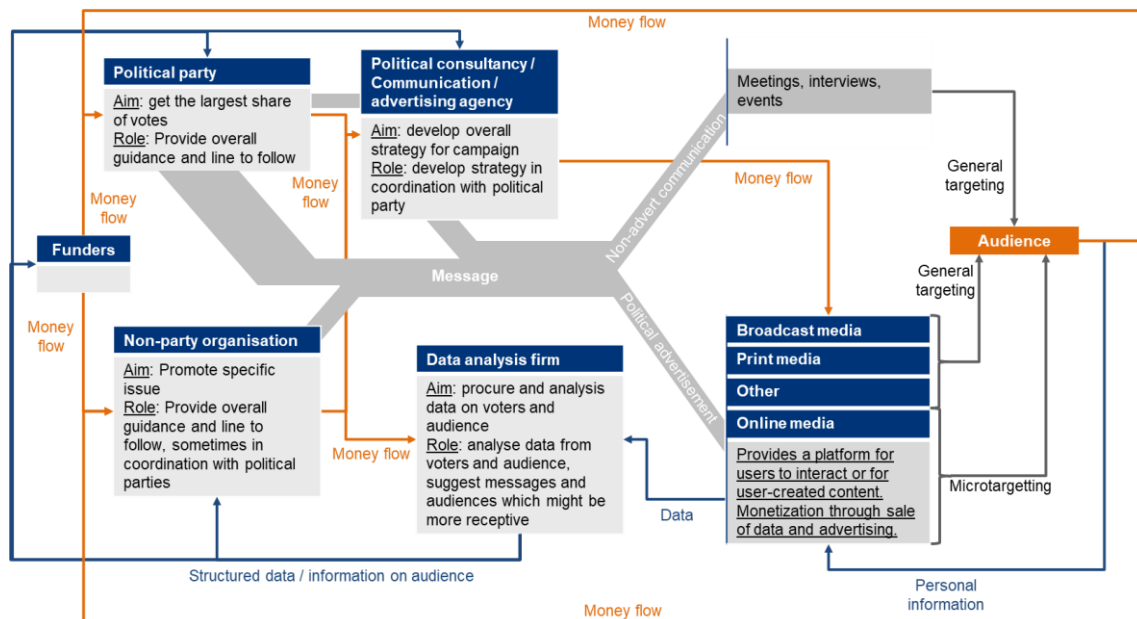 Money flow
Political party
Aim: get the largest share
of votes
Role: Provide overall
guidance and line to follow
Political consultancy /
Communication /
advertising agency
Aim: develop overall
strategy for campaign
Role: develop strategy in
coordination with political
party
Meetings, interviews,
events
Non-advert communication
General
targeting
Money
flow
Money
flow
Money flow
Funders
Audience
Message
General
targeting
Money
flow
Political advertisement
Non-party organisation
Aim: Promote specific
issue
Role: Provide overall
guidance and line to
follow, sometimes in
coordination with political
parties
Money flow
Data analysis firm
Aim: procure and analysis
data on voters and
audience
Role: analyse data from
voters and audience,
suggest messages and
audiences which might be
more receptive
Data
Broadcast media
Print media
Other
Online media
Provides a platform for
users to interact or for
user-created content.
Monetization through sale
of data and advertising.
Microtargetting
Structured data / information on audience
Personal
information
Money flow